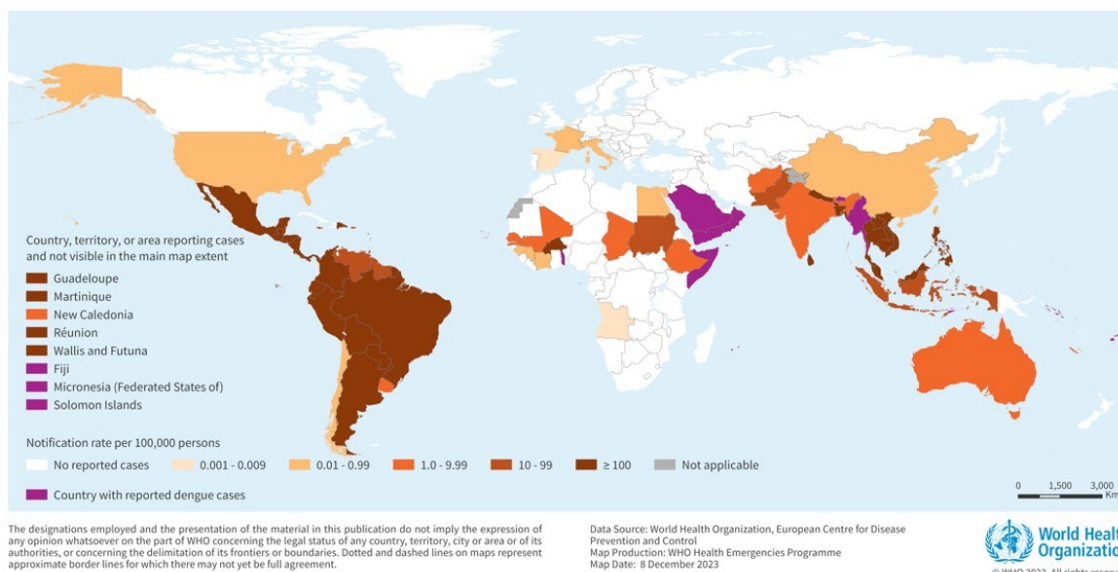 Country, territory, or area reporting cases
and not visible in the main map extent
Guadeloupe
Martinique
New Caledonia
Réunion
Wallis and Futuna
Fiji
Micronesia (Federated States of)
Solomon Islands
Notification rate per 100,000 persons
No reported cases
0.001 - 0.009
0.01 - 0.99
1.0 - 9.99
10 - 99
≥ 100
Not applicable
Country with reported dengue cases
0 1,500 3,000
Km
The designations employed and the presentation of the material in this publication do not imply the expression of
any opinion whatsoever on the part of WHO concerning the legal status of any country, territory, city or area or of its
authorities, or concerning the delimitation of its frontiers or boundaries. Dotted and dashed lines on maps represent
approximate border lines for which there may not yet be full agreement.
Data Source: World Health Organization, European Centre for Disease
Prevention and Control
Map Production: WHO Health Emergencies Programme
Map Date: 8 December 2023
World Heal
Organizatio
© WHO 2023. All rights